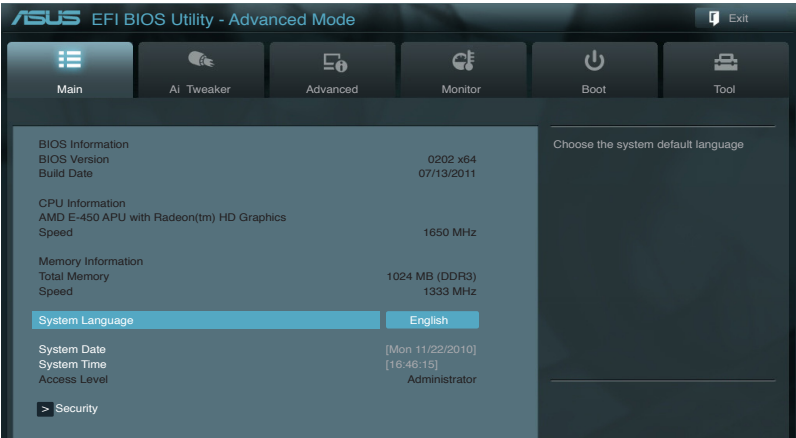 ASUS EFI BIOS Utility - Advanced Mode
Exit
Main Ai Tweaker Advanced Monitor Boot Tool
Choose the system default language
BIOS Information
BIOS Version 0202 x64
Build Date 07/13/2011
CPU Information
AMD E-450 APU with Radeon(tm) HD Graphics
Speed 1650 MHz
Memory Information
Total Memory 1024 MB (DDR3)
Speed 1333 MHz
System Language English
System Date [Mon 11/22/2010]
System Time [16:46:15]
Access Level Administrator
> Security